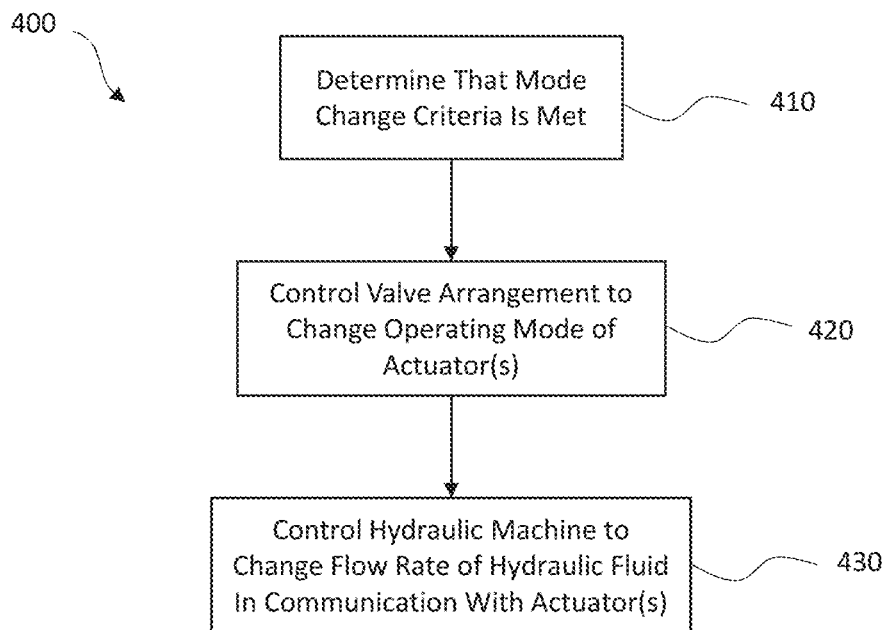 400
Determine That Mode
Change Criteria Is Met
410
Control Valve Arrangement to
Change Operating Mode of
Actuator(s)
420
Control Hydraulic Machine to
Change Flow Rate of Hydraulic Fluid
In Communication With Actuator(s)
430